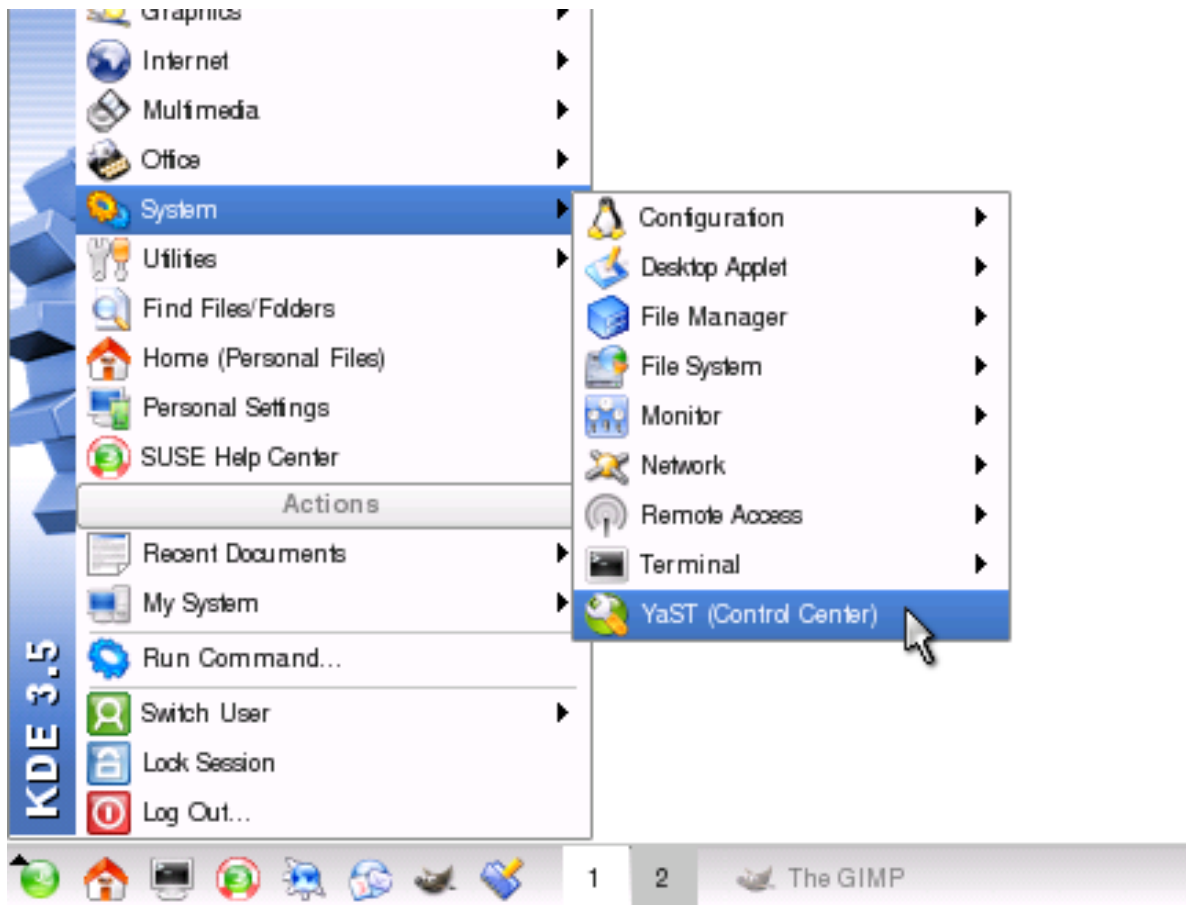 Graphics
Internet
Multimedia
Office
System
Utilities
Find Files/Folders
Home (Personal Files)
Personal Settings
SUSE Help Center
Actions
Recent Documents
My System
Run Command...
Switch User
Lock Session
Log Out...
KDE 3.5
Configuration
Desktop Applet
File Manager
File System
Monitor
Network
Remote Access
Terminal
YaST (Control Center)
1 2 The GIMP